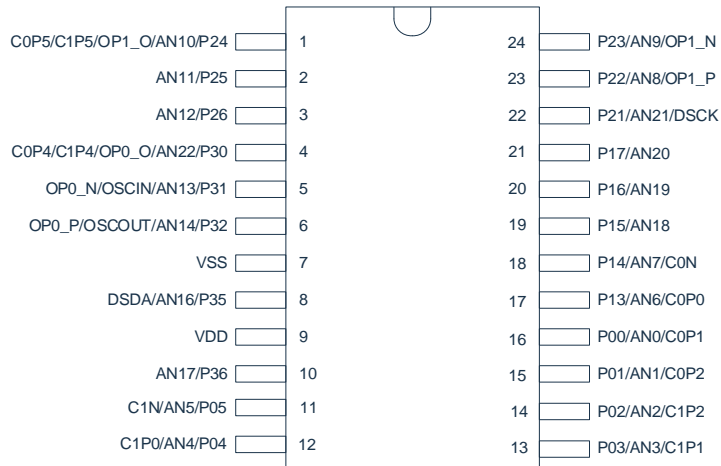 C0P5/C1P5/OP1_O/AN10/P24 1 24 P23/AN9/OP1_N
AN11/P25 2 23 P22/AN8/OP1_P
AN12/P26 3 22 P21/AN21/DSCK
C0P4/C1P4/OP0_O/AN22/P30 4 21 P17/AN20
OP0_N/OSCIN/AN13/P31 5 20 P16/AN19
OP0_P/OSCOUT/AN14/P32 6 19 P15/AN18
VSS 7 18 P14/AN7/C0N
DSDA/AN16/P35 8 17 P13/AN6/C0P0
VDD 9 16 P00/AN0/C0P1
AN17/P36 10 15 P01/AN1/C0P2
C1N/AN5/P05 11 14 P02/AN2/C1P2
C1P0/AN4/P04 12 13 P03/AN3/C1P1